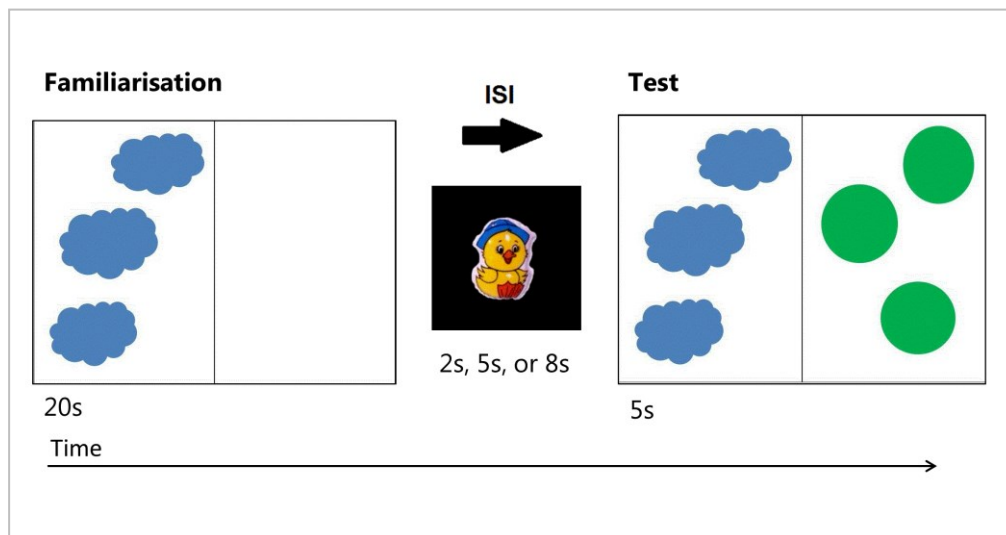 Familiarisation
ISI
Test
2s, 5s, or 8s
20s
5s
Time